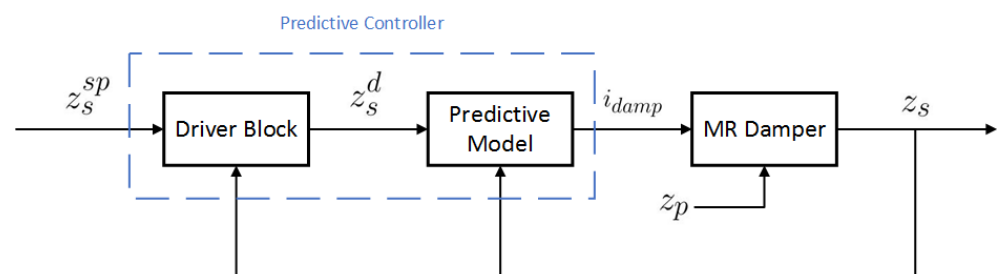 Predictive Controller
z_s^{sp}
Driver Block
z_s^d
Predictive
Model
i_{damp}
MR Damper
z_s
z_p